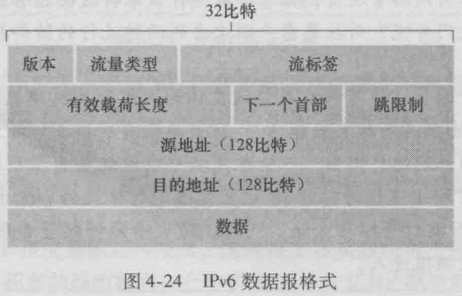 32比特
版本 流量类型 流标签
有效载荷长度 下一个首部 跳限制
源地址（128比特）
目的地址（128比特）
数据
图 4-24 IPv6 数据报格式